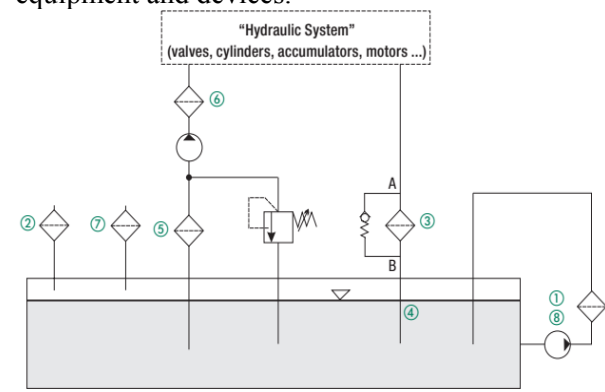 equipment and devices.
“Hydraulic System”
(valves, cylinders, accumulators, motors ...)
⑥
A
②
⑦
⑤
③
B
④
①
⑧